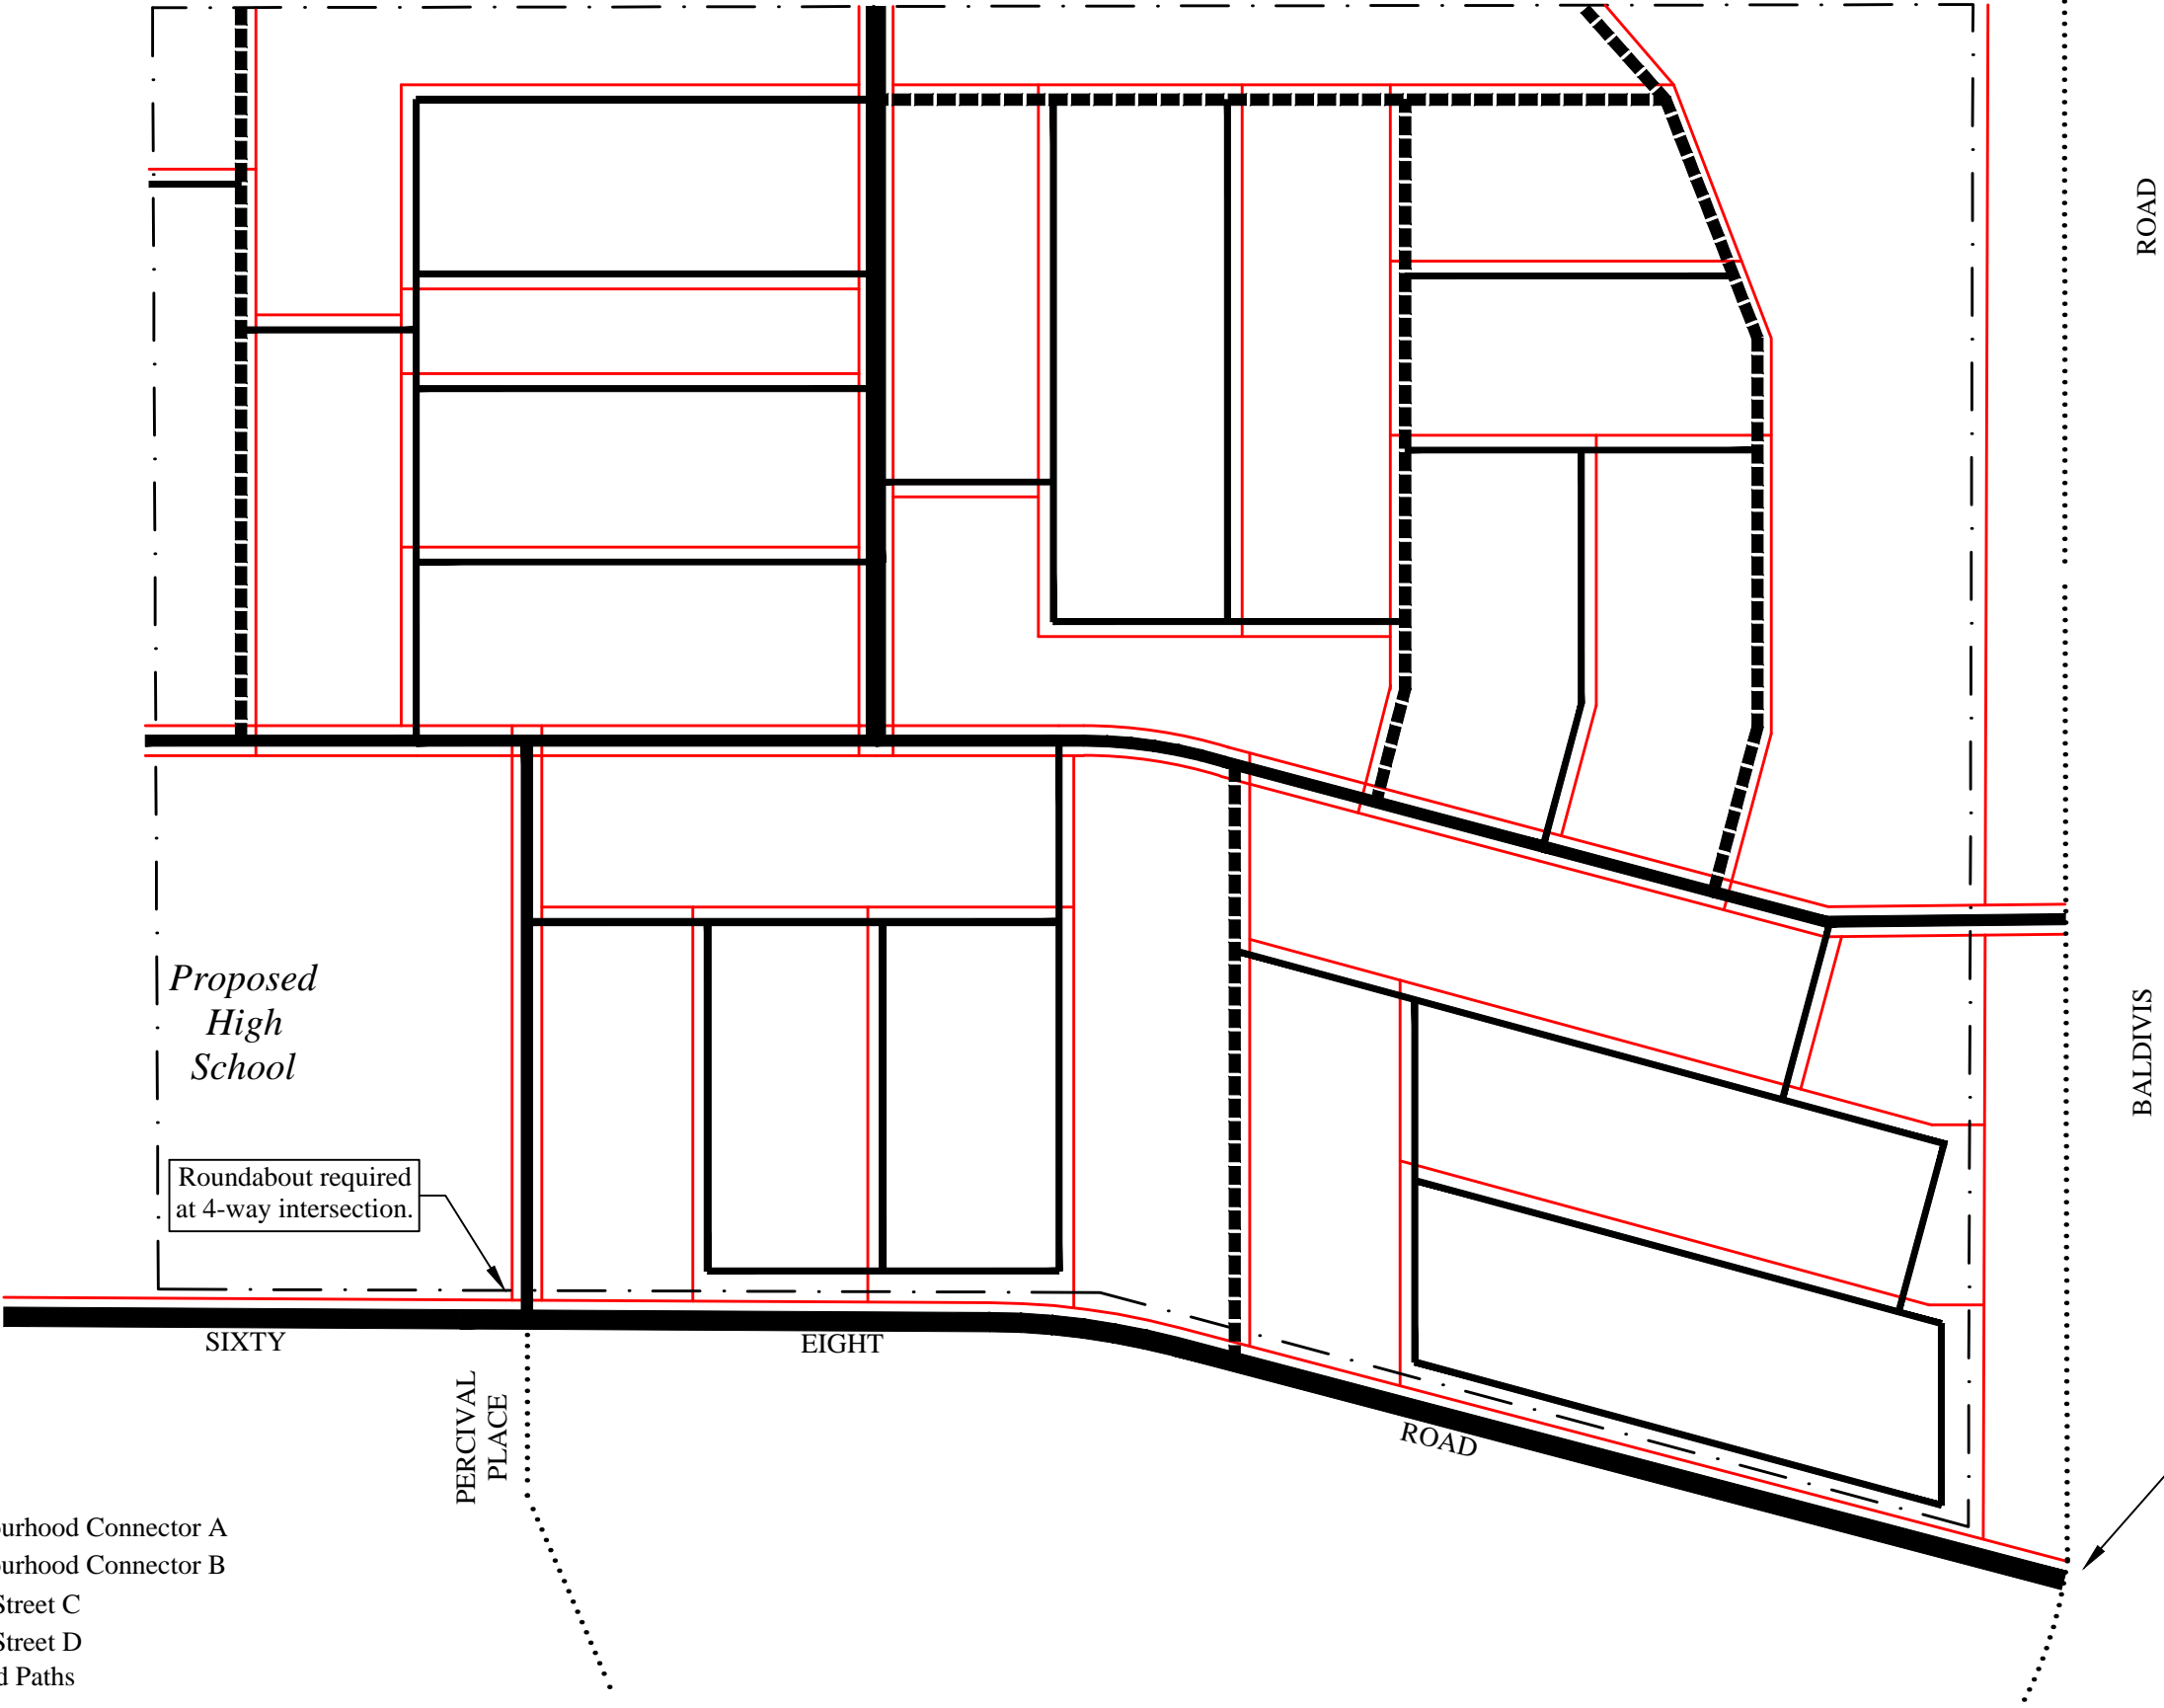 ROAD
Proposed
High
School
BALDIVIS
Roundabout required
at 4-way intersection.
SIXTY
EIGHT
ROAD
PERCIVAL
PLACE
urhood Connector A
urhood Connector B
Street C
Street D
d Paths